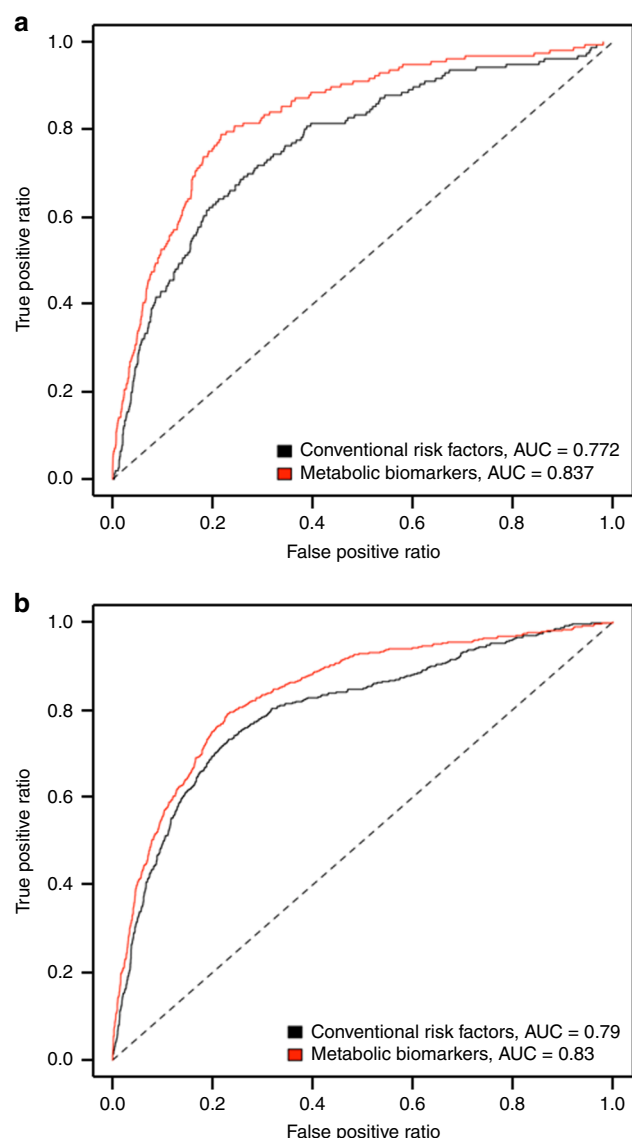 a
1.0
0.8
0.6
0.4
0.2
0.0
True positive ratio
Conventional risk factors, AUC = 0.772
Metabolic biomarkers, AUC = 0.837
0.0 0.2 0.4 0.6 0.8 1.0
False positive ratio
b
1.0
0.8
0.6
0.4
0.2
0.0
True positive ratio
Conventional risk factors, AUC = 0.79
Metabolic biomarkers, AUC = 0.83
0.0 0.2 0.4 0.6 0.8 1.0
False positive ratio